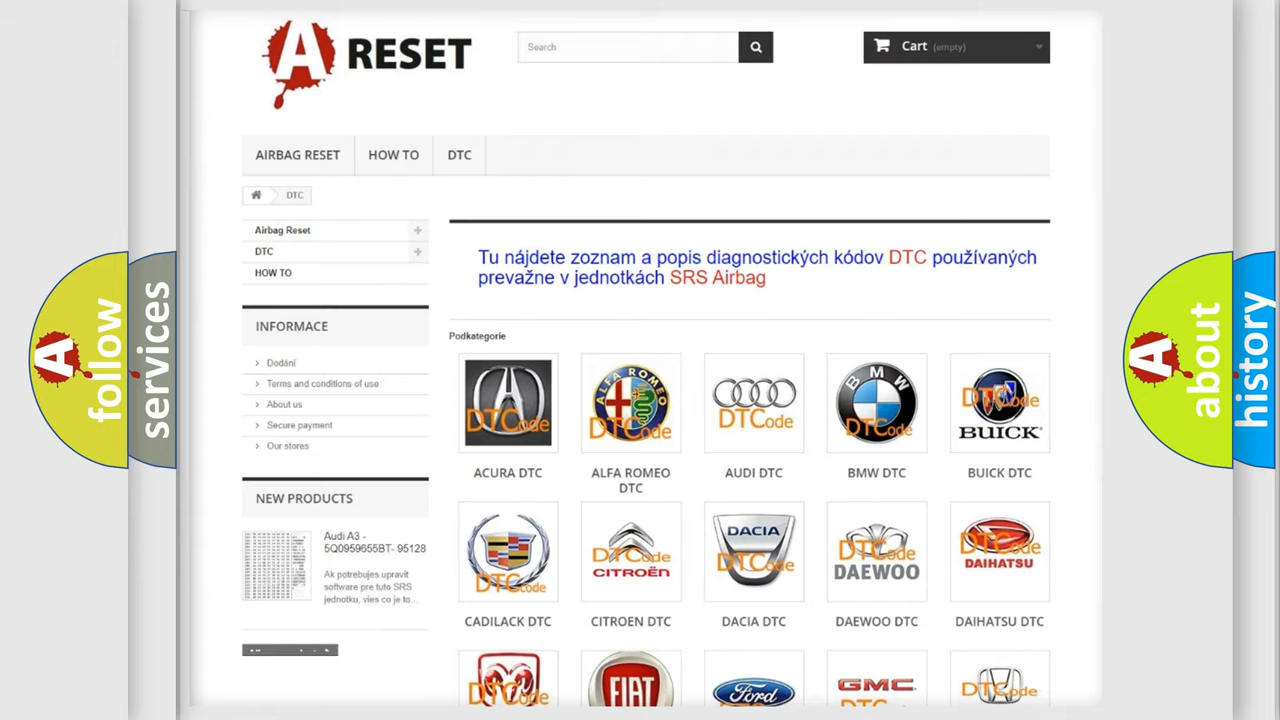 A RESET
Search
Cart (empty)
AIRBAG RESET
HOW TO
DTC
DTC
Airbag Reset
DTC
HOW TO
Tu nájdete zoznam a popis diagnostických kódov DTC používaných
prevažne v jednotkách SRS Airbag
INFORMACE
Dodání
Terms and conditions of use
About us
Secure payment
Our stores
Podkategorie
DTCode
ALFA ROMEO
DTCode
DTCode
BMW
DTCode
DTCode
BUICK
ACURA DTC
ALFA ROMEO
DTC
AUDI DTC
BMW DTC
BUICK DTC
NEW PRODUCTS
Audi A3 -
5Q0959655BT- 95128
Ak potrebujes upravit
software pre tuto SRS
jednotku, vies co je to...
DTCode
DTCode
CITROËN
DACIA
DTCode
DTCode
DAEWOO
DTCode
DAIHATSU
CADILACK DTC
CITROEN DTC
DACIA DTC
DAEWOO DTC
DAIHATSU DTC
DTCode
FIAT
Ford
GMC
DTCode
A follow
services
A about
history